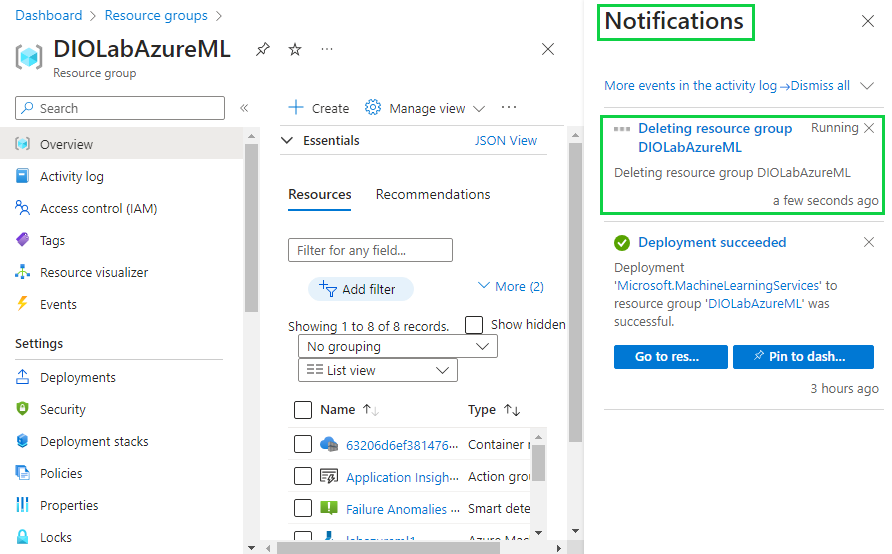 Dashboard > Resource groups >
DIOLabAzureML
Resource group
Search
Overview
Activity log
Access control (IAM)
Tags
Resource visualizer
Events
Settings
Deployments
Security
Deployment stacks
Policies
Properties
Locks
Create Manage view ...
Essentials JSON View
Resources Recommendations
Filter for any field...
Add filter More (2)
Showing 1 to 8 of 8 records. Show hidden
No grouping
List view
Name ↑↓ Type ↑↓
63206d6ef381476... Container r
Application Insigh... Action grou
Failure Anomalies ... Smart dete
labazureml1 Azure Mac
Notifications
More events in the activity log → Dismiss all
Deleting resource group Running
DIOLabAzureML
Deleting resource group DIOLabAzureML
a few seconds ago
Deployment succeeded
Deployment
'Microsoft.MachineLearningServices' to
resource group 'DIOLabAzureML' was
successful.
Go to res... Pin to dash...
3 hours ago